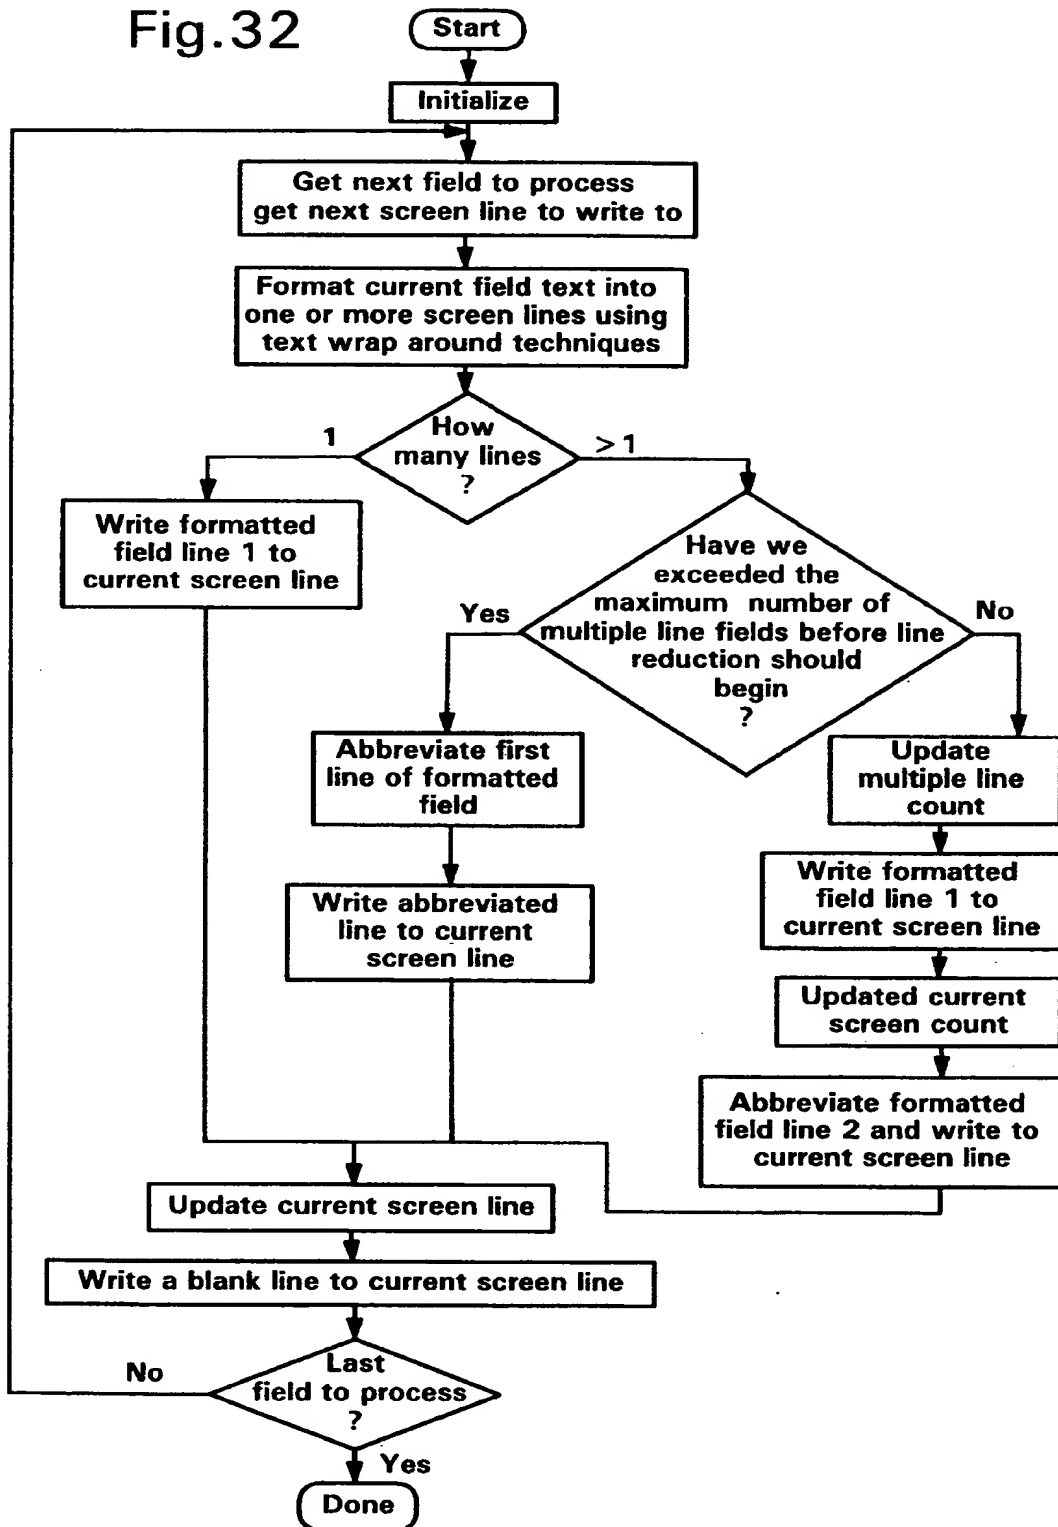 Fig.32
Start
Initialize
Get next field to process
get next screen line to write to
Format current field text into
one or more screen lines using
text wrap around techniques
How
many lines
?
1
>1
Write formatted
field line 1 to
current screen line
Have we
exceeded the
maximum number of
multiple line fields before line
reduction should
begin
?
Yes
No
Abbreviate first
line of formatted
field
Update
multiple line
count
Write abbreviated
line to current
screen line
Write formatted
field line 1 to
current screen line
Updated current
screen count
Abbreviate formatted
field line 2 and write to
current screen line
Update current screen line
Write a blank line to current screen line
Last
field to process
?
No
Yes
Done